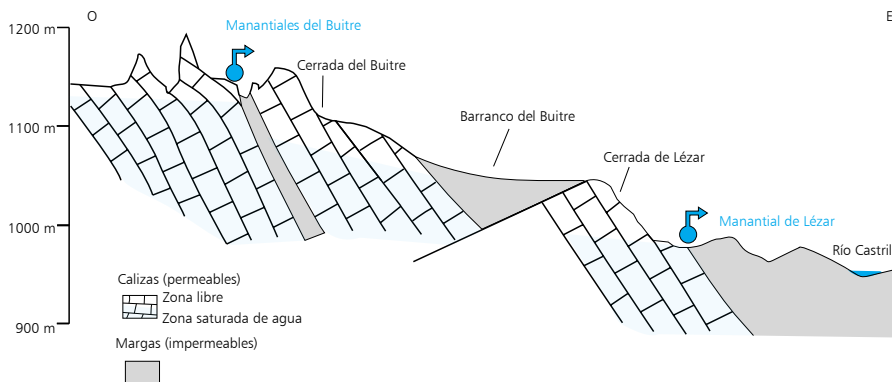 O
E
1200 m
1100 m
1000 m
900 m
Manantiales del Buitre
Cerrada del Buitre
Barranco del Buitre
Cerrada de Lézar
Manantial de Lézar
Río Castril
Calizas (permeables)
Zona libre
Zona saturada de agua
Margas (impermeables)